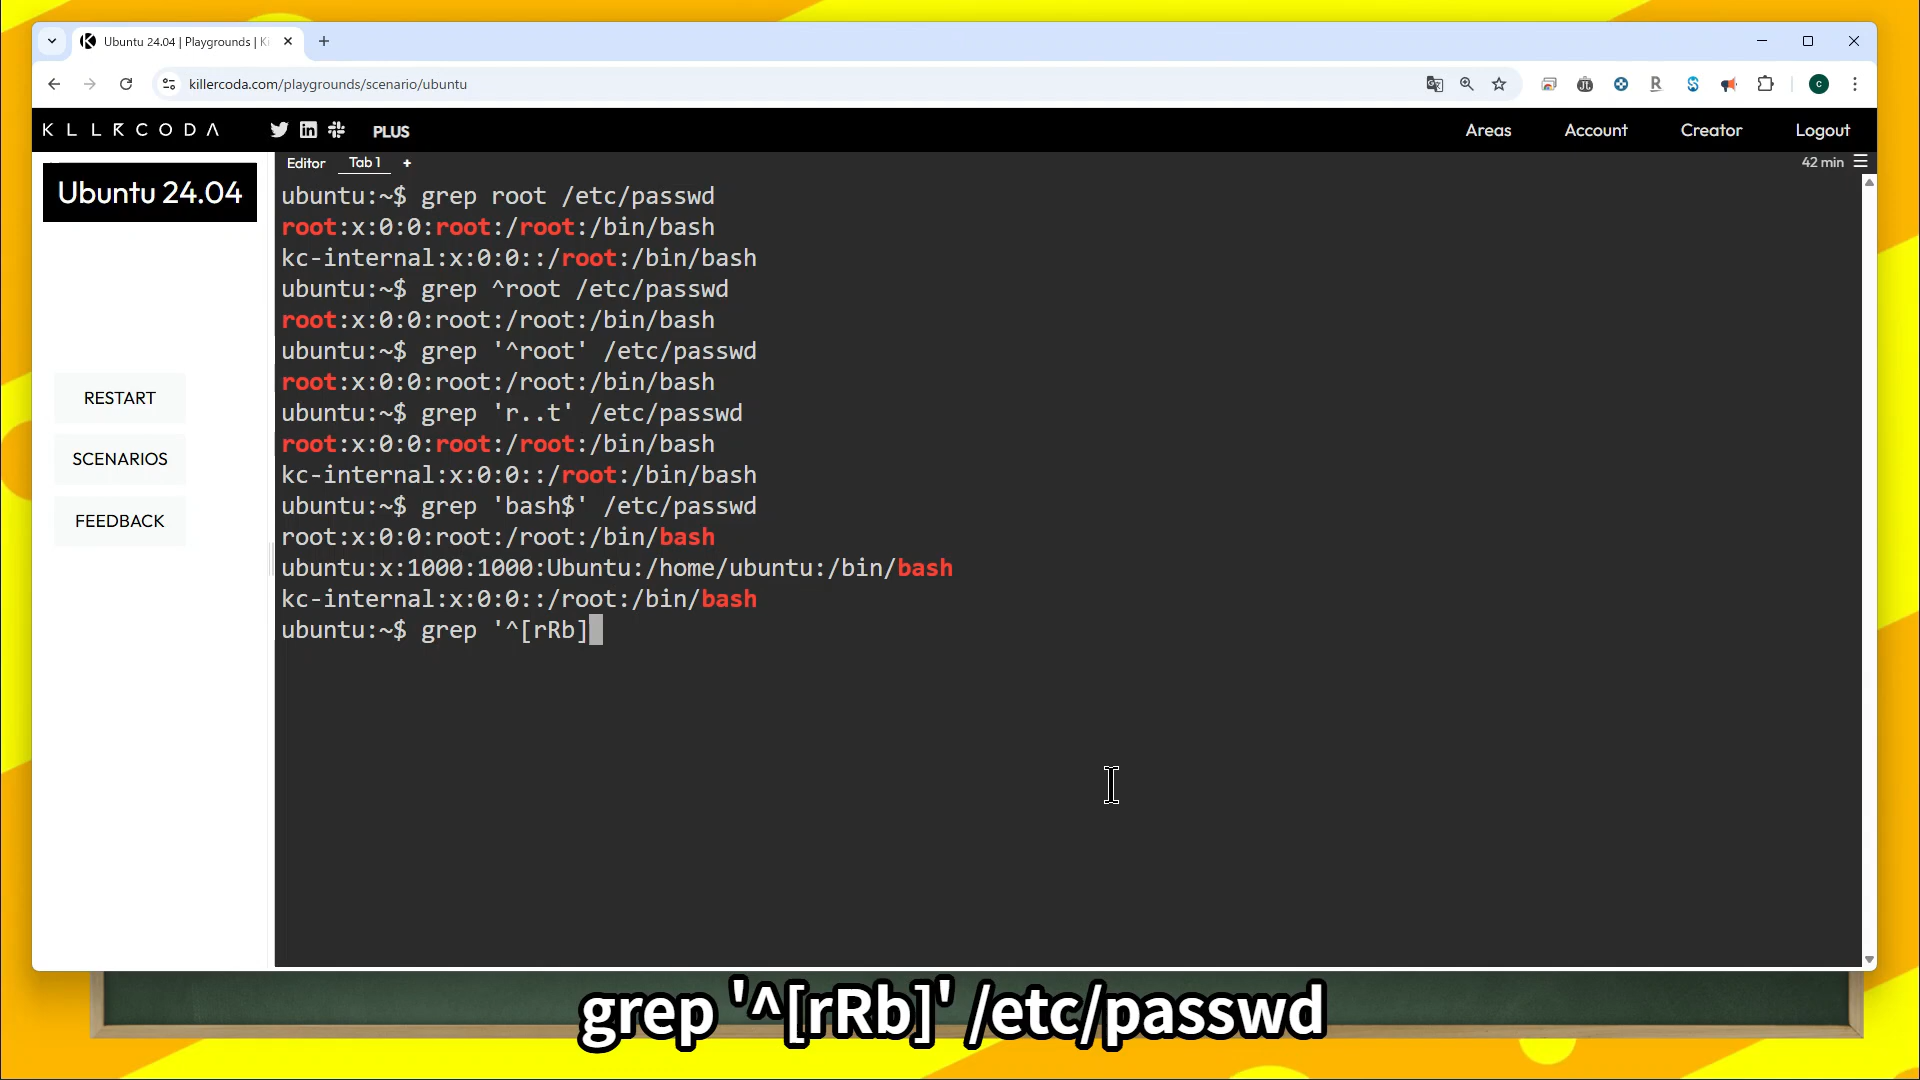 Ubuntu 24.04 | Playgrounds | Ki
killercoda.com/playgrounds/scenario/ubuntu
KLLRCODA
PLUS
Areas
Account
Creator
Logout
Editor
Tab 1
+
42 min
Ubuntu 24.04
RESTART
SCENARIOS
FEEDBACK
ubuntu:~$ grep root /etc/passwd
root:x:0:0:root:/root:/bin/bash
kc-internal:x:0:0::/root:/bin/bash
ubuntu:~$ grep ^root /etc/passwd
root:x:0:0:root:/root:/bin/bash
ubuntu:~$ grep '^root' /etc/passwd
root:x:0:0:root:/root:/bin/bash
ubuntu:~$ grep 'r..t' /etc/passwd
root:x:0:0:root:/root:/bin/bash
kc-internal:x:0:0::/root:/bin/bash
ubuntu:~$ grep 'bash$' /etc/passwd
root:x:0:0:root:/root:/bin/bash
ubuntu:x:1000:1000:Ubuntu:/home/ubuntu:/bin/bash
kc-internal:x:0:0::/root:/bin/bash
ubuntu:~$ grep '^[rRb]
grep '^[rRb]' /etc/passwd